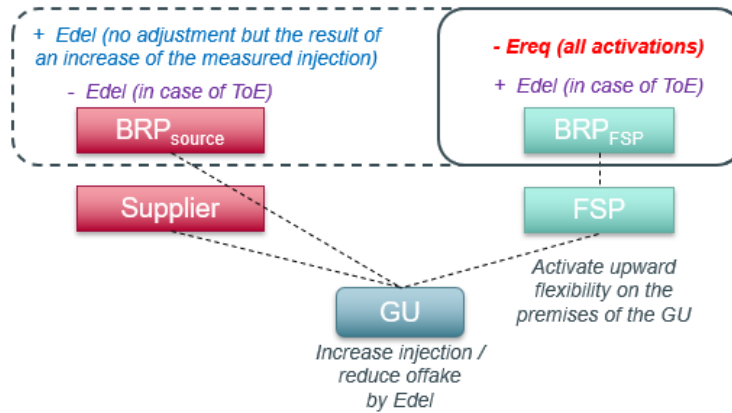 + Edel (no adjustment but the result of
an increase of the measured injection)
- Edel (in case of ToE)
- Ereq (all activations)
+ Edel (in case of ToE)
BRPsource
BRPFSP
Supplier
FSP
Activate upward
flexibility on the
premises of the GU
GU
Increase injection /
reduce offake
by Edel